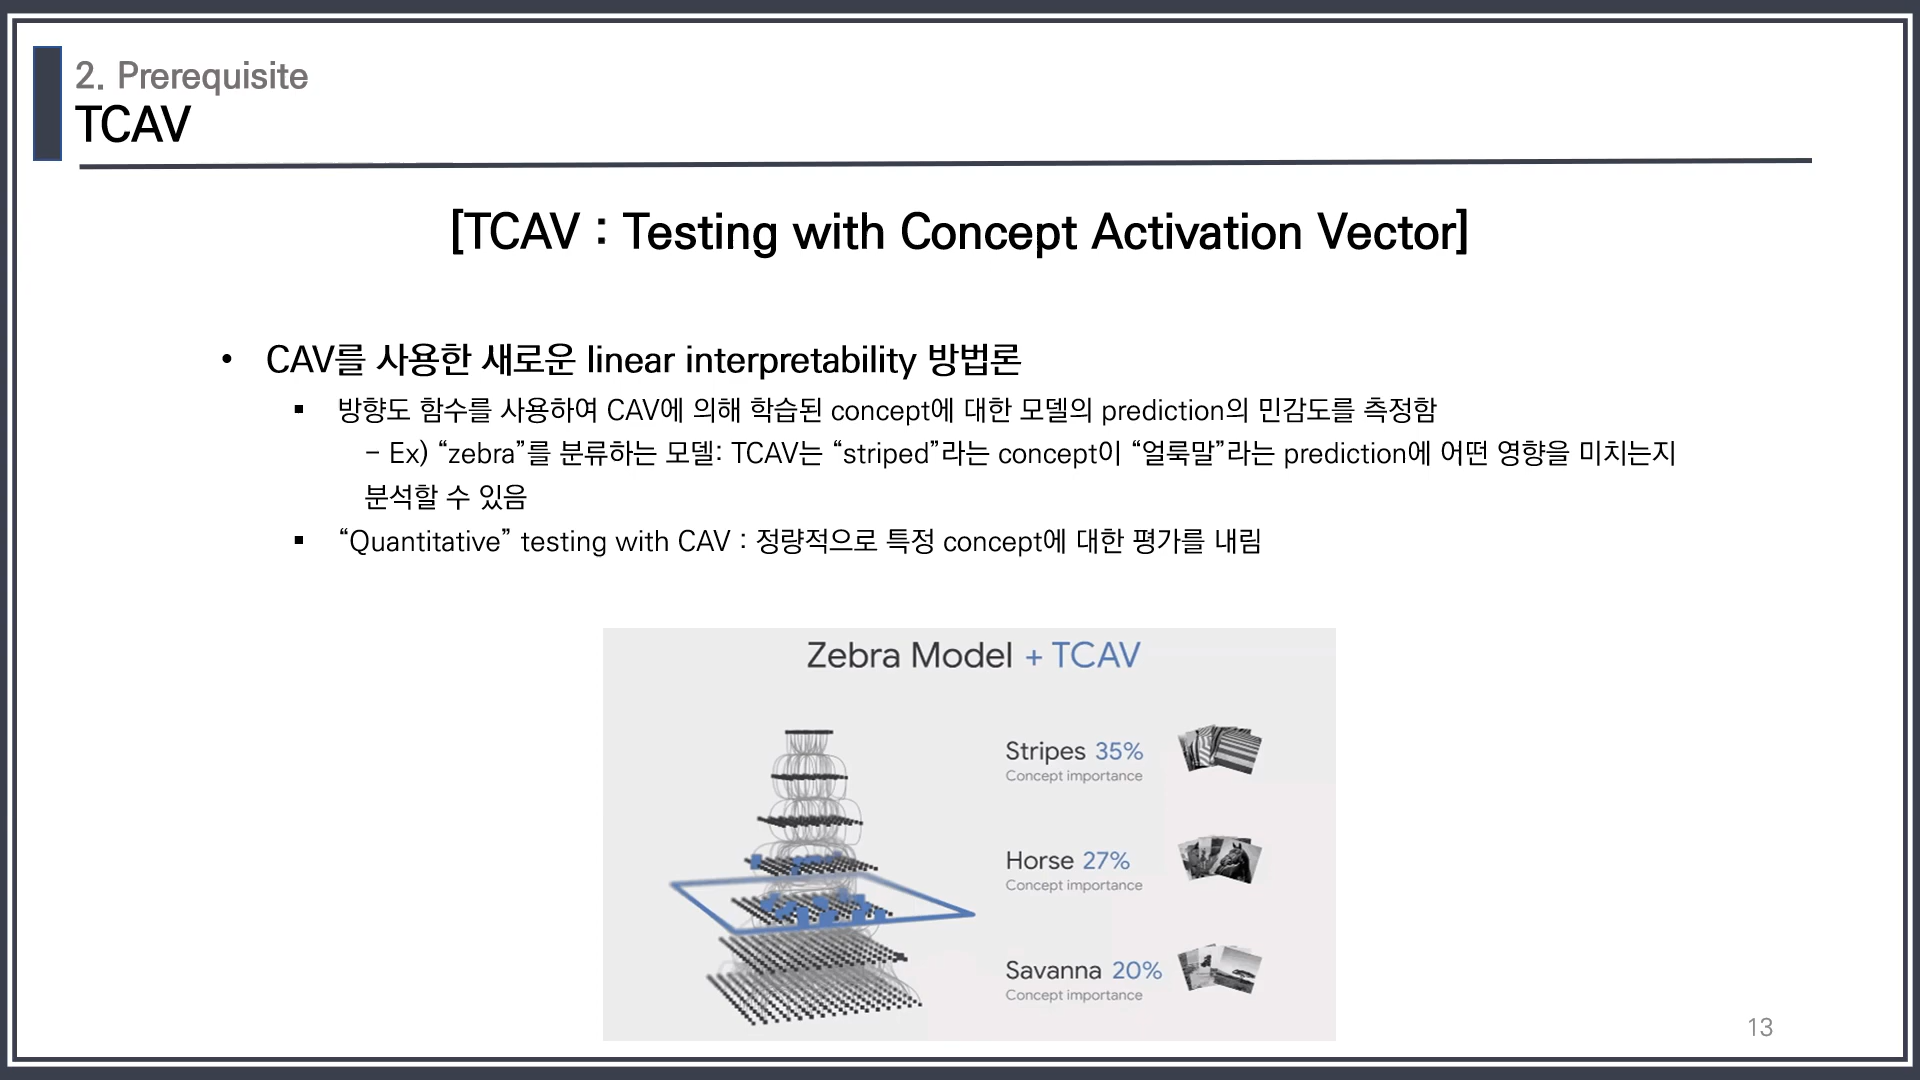 2. Prerequisite
TCAV
[TCAV : Testing with Concept Activation Vector]
• CAV를 사용한 새로운 linear interpretability 방법론
▪ 방향도 함수를 사용하여 CAV에 의해 학습된 concept에 대한 모델의 prediction의 민감도를 측정함
– Ex) “zebra”를 분류하는 모델: TCAV는 “striped”라는 concept이 “얼룩말”라는 prediction에 어떤 영향을 미치는지
분석할 수 있음
▪ “Quantitative” testing with CAV : 정량적으로 특정 concept에 대한 평가를 내림
Zebra Model + TCAV
Stripes 35%
Concept importance
Horse 27%
Concept importance
Savanna 20%
Concept importance
13